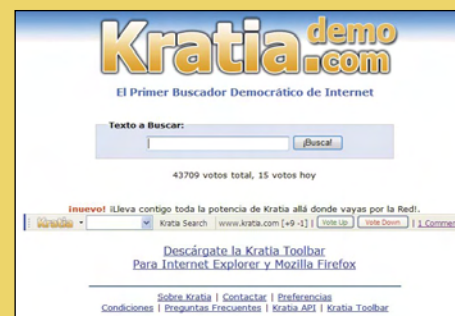 Kratia demo
.com
El Primer Buscador Democrático de Internet
Texto a Buscar:
¡Busca!
43709 votos total, 15 votos hoy
¡nuevo! ¡Lleva contigo toda la potencia de Kratia allá donde vayas por la Red!.
Kratia Kratia Search www.kratia.com [+9 -1] | Vote Up Vote Down | 1 Commen
Descárgate la Kratia Toolbar
Para Internet Explorer y Mozilla Firefox
Sobre Kratia | Contactar | Preferencias
Condiciones | Preguntas Frecuentes | Kratia API | Kratia Toolbar